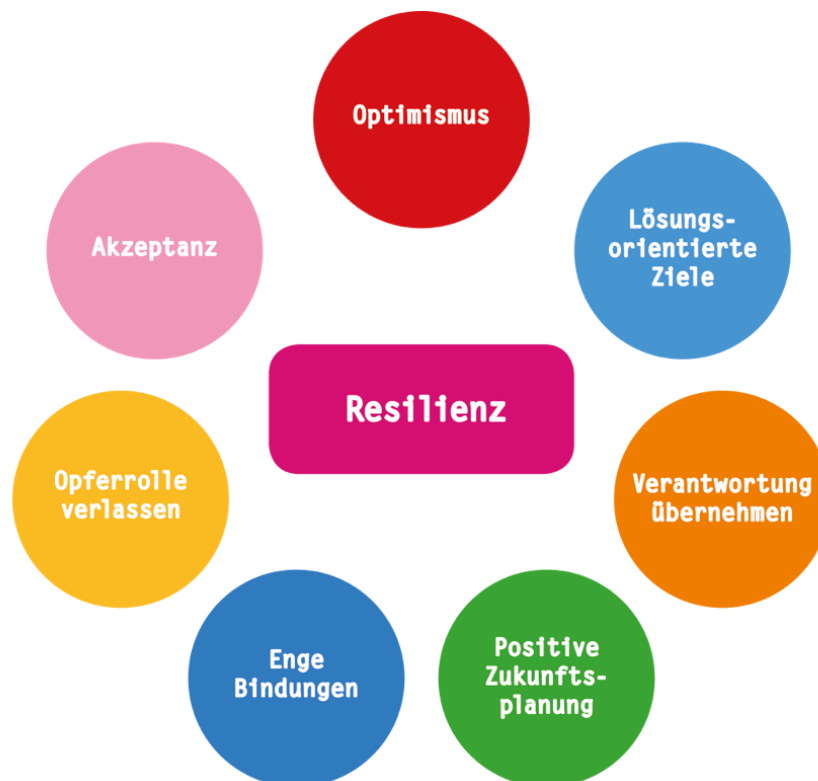 Optimismus
Lösungs-
orientierte
Ziele
Akzeptanz
Resilienz
Opferrolle
verlassen
Verantwortung
übernehmen
Enge
Bindungen
Positive
Zukunfts-
planung